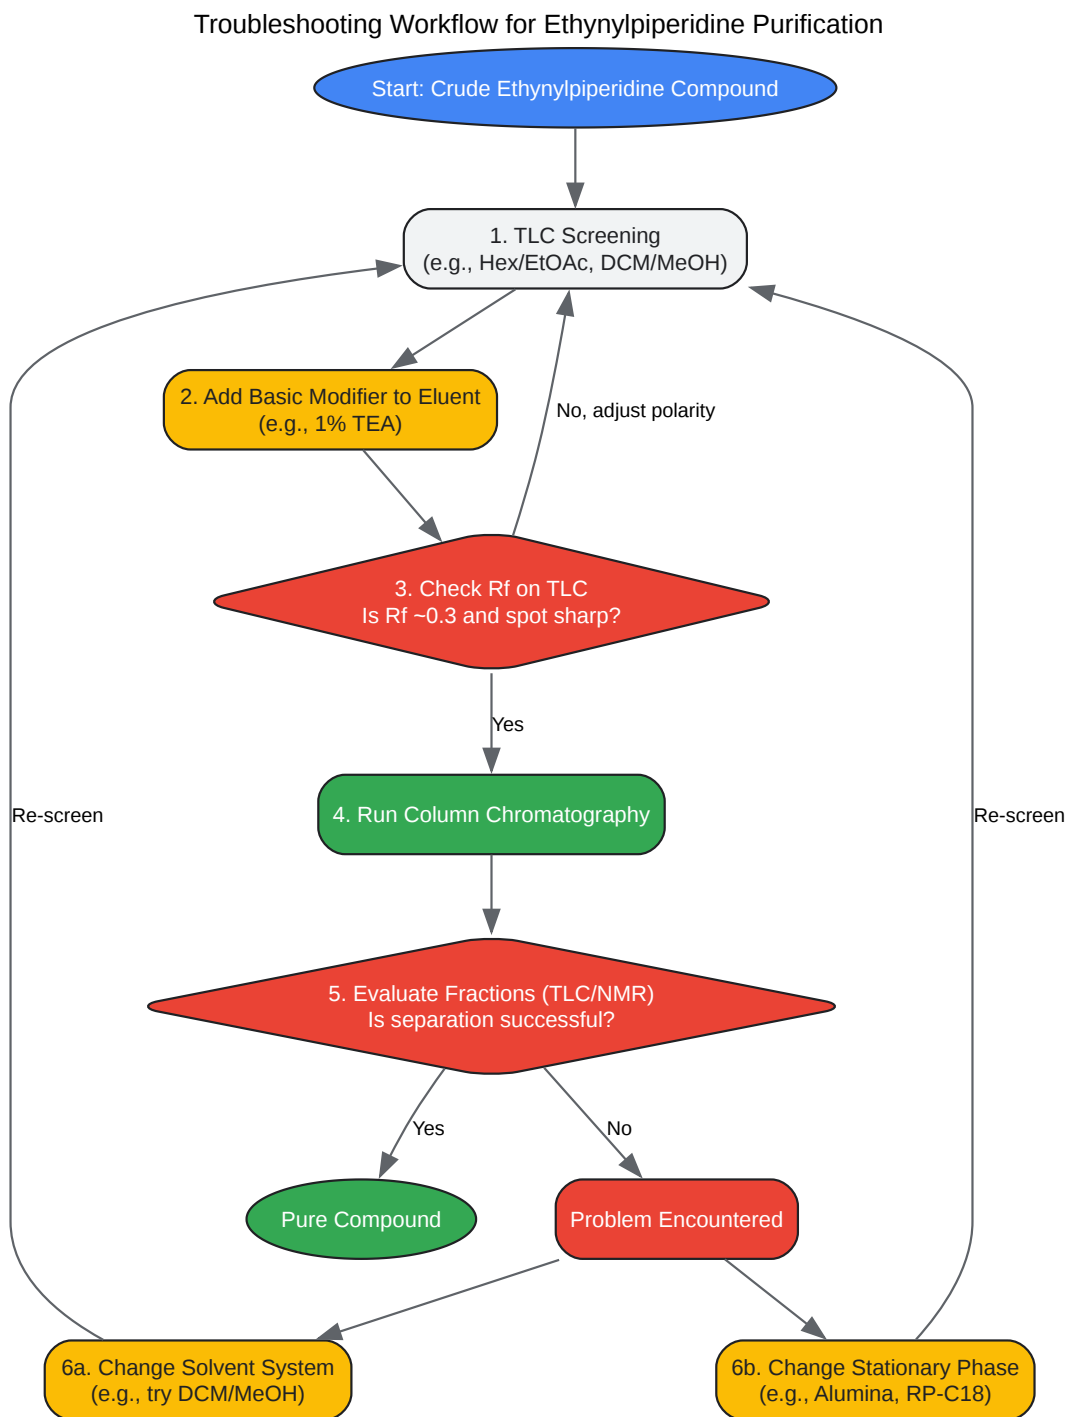 Troubleshooting Workflow for Ethynylpiperidine Purification
Start: Crude Ethynylpiperidine Compound
1. TLC Screening
(e.g., Hex/EtOAc, DCM/MeOH)
2. Add Basic Modifier to Eluent
(e.g., 1% TEA)
No, adjust polarity
3. Check Rf on TLC
Is Rf ~0.3 and spot sharp?
Yes
4. Run Column Chromatography
Re-screen
Re-screen
5. Evaluate Fractions (TLC/NMR)
Is separation successful?
Yes
No
Pure Compound
Problem Encountered
6a. Change Solvent System
(e.g., try DCM/MeOH)
6b. Change Stationary Phase
(e.g., Alumina, RP-C18)